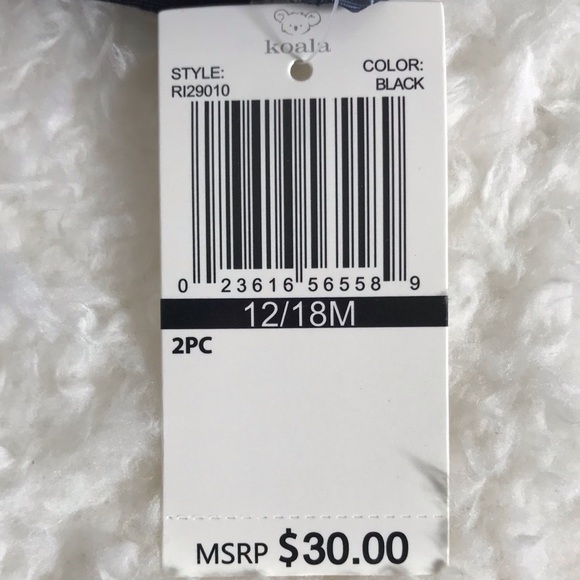 koala
STYLE: COLOR:
RI29010 BLACK
0 23616 56558 9
12/18M
2PC
MSRP $30.00